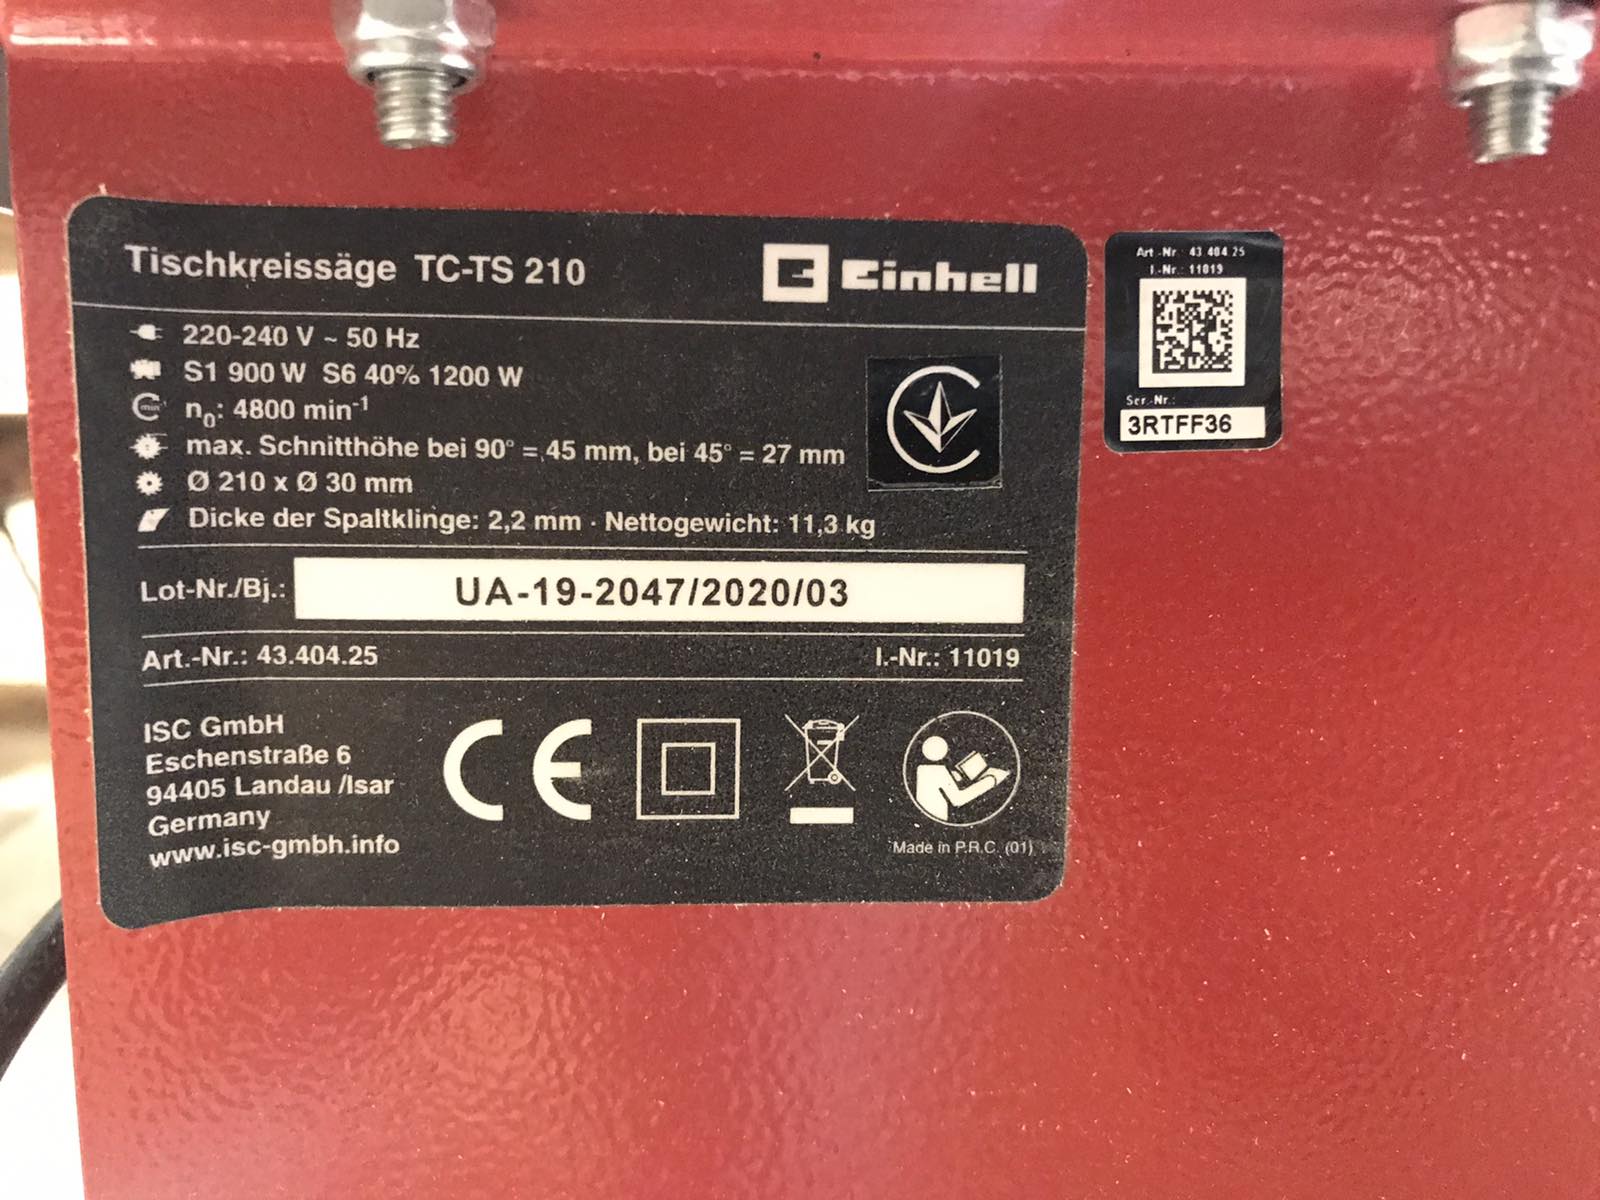 Tischkreissäge TC-TS 210
Einhell
220-240 V ~ 50 Hz
S1 900 W S6 40% 1200 W
n₀: 4800 min⁻¹
max. Schnitthöhe bei 90° = 45 mm, bei 45° = 27 mm
Ø 210 x Ø 30 mm
Dicke der Spaltklinge: 2,2 mm · Nettogewicht: 11,3 kg
Lot-Nr./Bj.: UA-19-2047/2020/03
Art.-Nr.: 43.404.25 I.-Nr.: 11019
ISC GmbH
Eschenstraße 6
94405 Landau /Isar
Germany
www.isc-gmbh.info
CE
Made in P.R.C. (01)
Art.-Nr.: 43.404.25
I.-Nr.: 11019
Ser.-Nr.:
3RTFF36